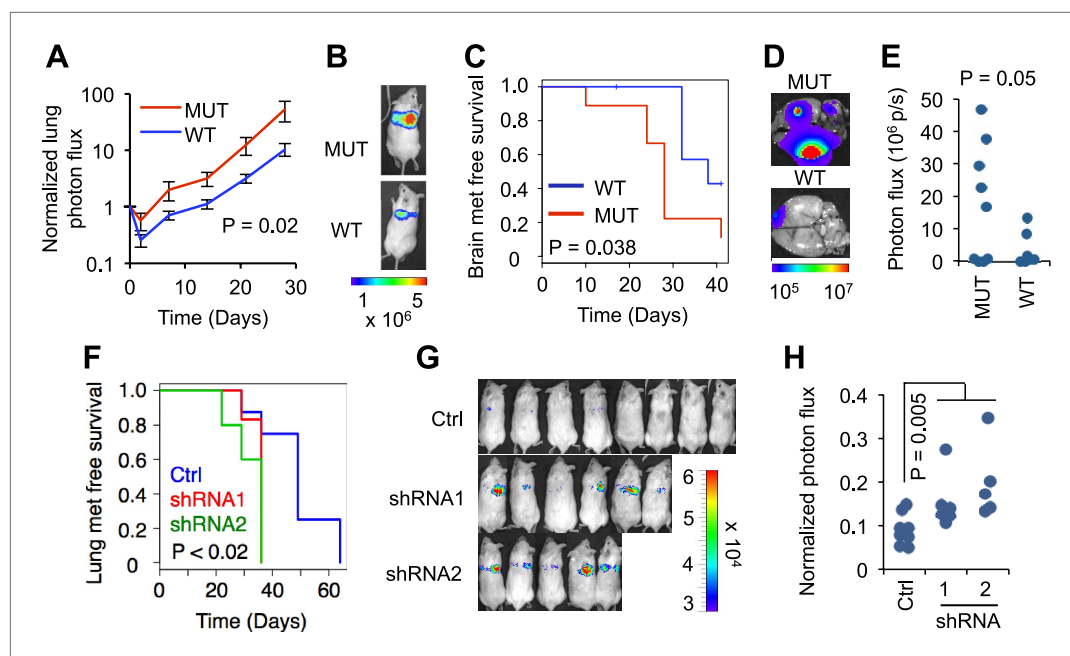 A
Normalized lung
photon flux
100
10
1
0.1
MUT
WT
P = 0.02
0
10
20
30
Time (Days)
B
MUT
WT
1
5
x 10⁶
C
Brain met free survival
1.0
0.8
0.6
0.4
0.2
0
WT
MUT
P = 0.038
0
10
20
30
40
Time (Days)
D
MUT
WT
10⁵
10⁷
E
P = 0.05
Photon flux (10⁶ p/s)
50
40
30
20
10
0
MUT
WT
F
Lung met free survival
1.0
0.8
0.6
0.4
0.2
0
Ctrl
shRNA1
shRNA2
P < 0.02
0
20
40
60
Time (Days)
G
Ctrl
shRNA1
shRNA2
6
5
4
3
x 10⁴
H
Normalized photon flux
0.4
0.3
0.2
0.1
0
P = 0.005
Ctrl
1
2
shRNA